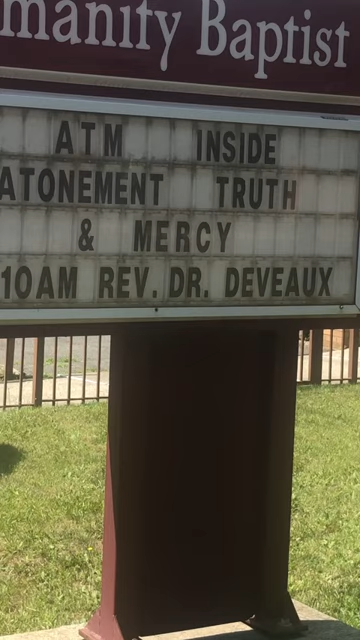 manity Baptist
ATM INSIDE
ATONEMENT TRUTH
& MERCY
10AM REV. DR. DEVEAUX